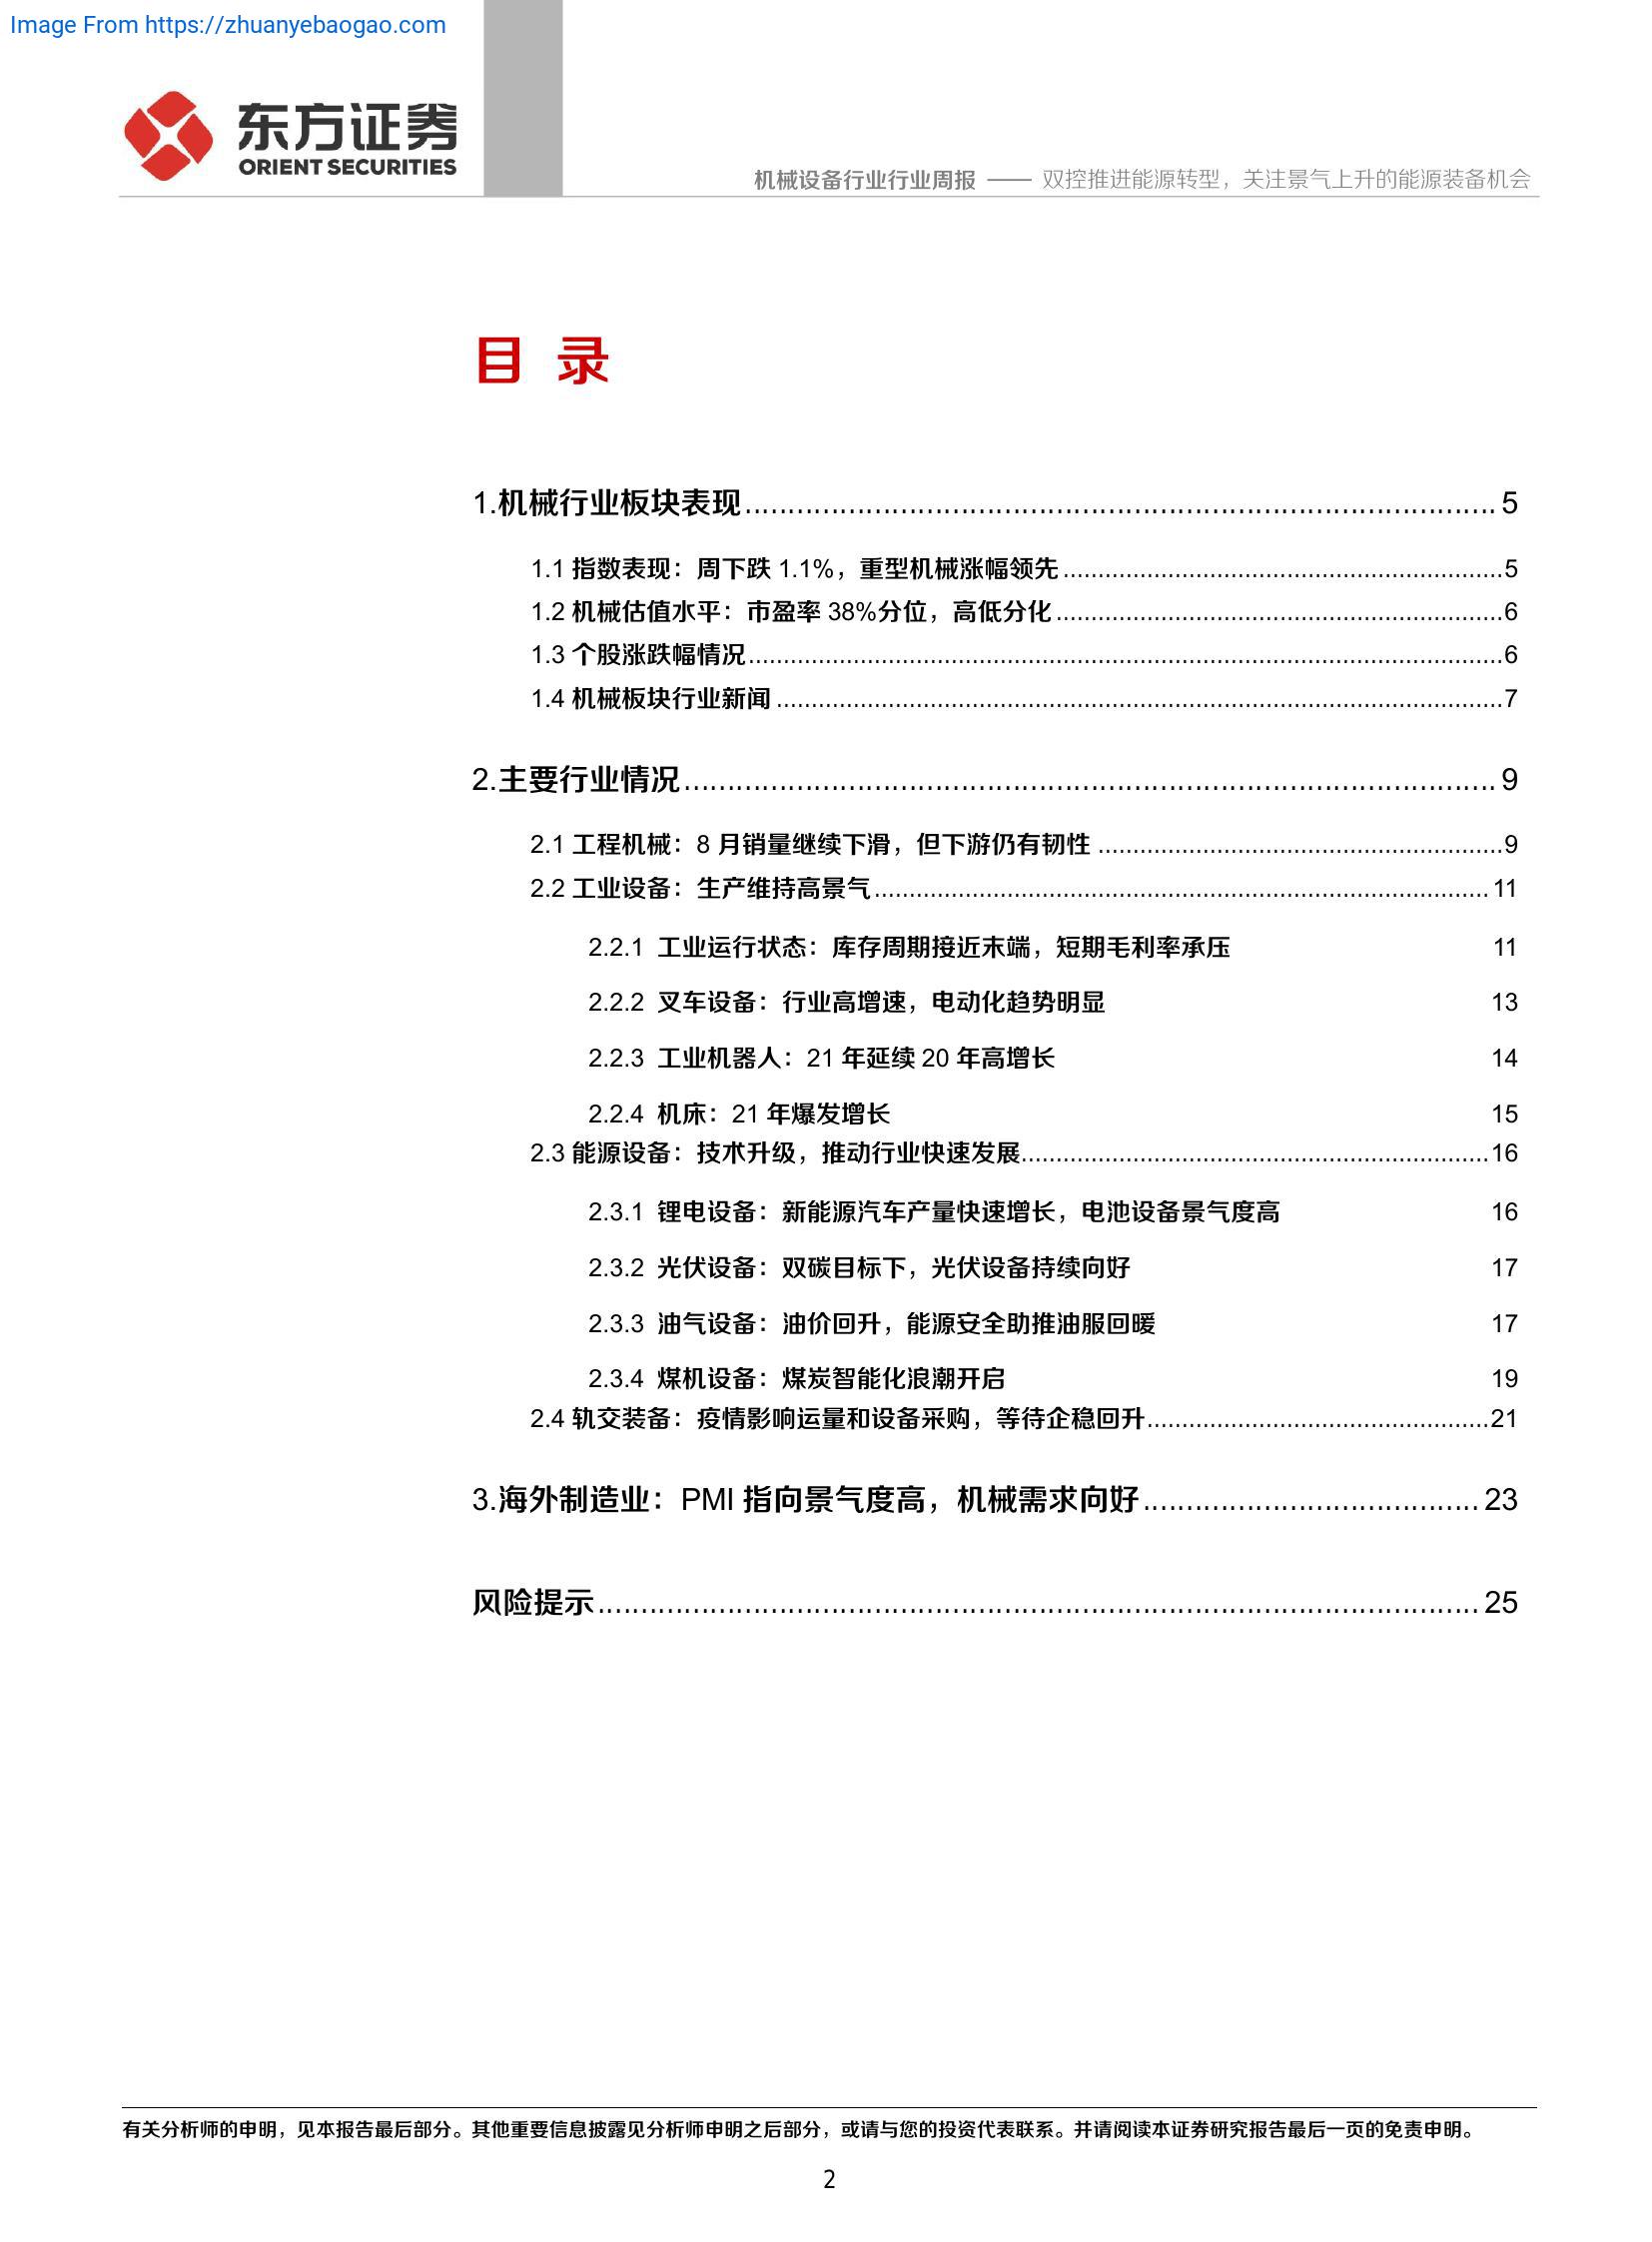 Image From https://zhuanyebaogao.com
东方证券
ORIENT SECURITIES
机械设备行业行业周报 —— 双控推进能源转型，关注景气上升的能源装备机会
目 录
1.机械行业板块表现 5
1.1 指数表现：周下跌 1.1%，重型机械涨幅领先 5
1.2 机械估值水平：市盈率 38%分位，高低分化 6
1.3 个股涨跌幅情况 6
1.4 机械板块行业新闻 7
2.主要行业情况 9
2.1 工程机械：8 月销量继续下滑，但下游仍有韧性 9
2.2 工业设备：生产维持高景气 11
2.2.1 工业运行状态：库存周期接近末端，短期毛利率承压 11
2.2.2 叉车设备：行业高增速，电动化趋势明显 13
2.2.3 工业机器人：21 年延续 20 年高增长 14
2.2.4 机床：21 年爆发增长 15
2.3 能源设备：技术升级，推动行业快速发展 16
2.3.1 锂电设备：新能源汽车产量快速增长，电池设备景气度高 16
2.3.2 光伏设备：双碳目标下，光伏设备持续向好 17
2.3.3 油气设备：油价回升，能源安全助推油服回暖 17
2.3.4 煤机设备：煤炭智能化浪潮开启 19
2.4 轨交装备：疫情影响运量和设备采购，等待企稳回升 21
3.海外制造业：PMI 指向景气度高，机械需求向好 23
风险提示 25
有关分析师的申明，见本报告最后部分。其他重要信息披露见分析师申明之后部分，或请与您的投资代表联系。并请阅读本证券研究报告最后一页的免责申明。
2